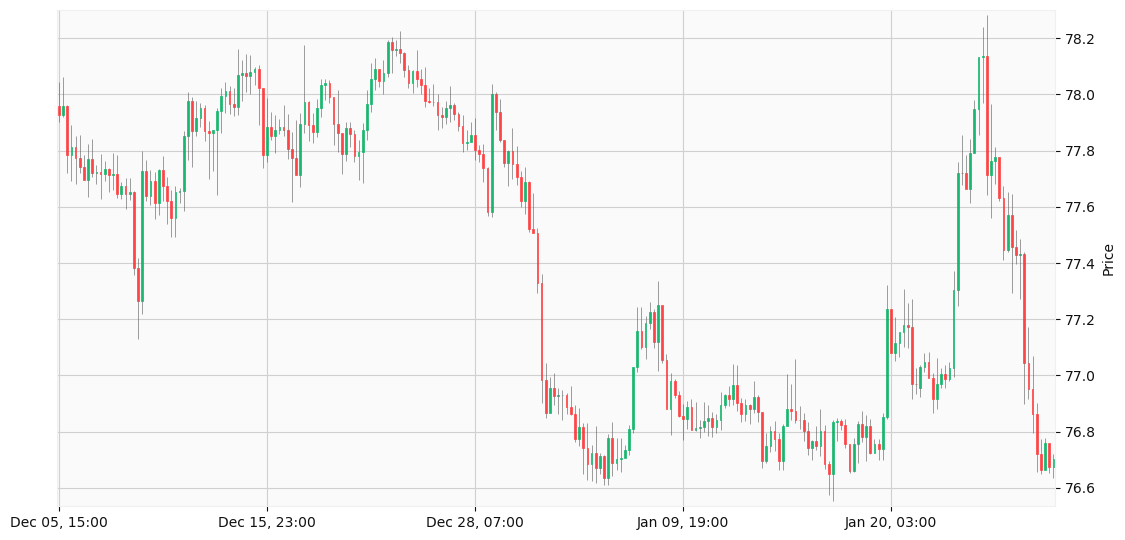 78.2
78.0
77.8
77.6
77.4
77.2
77.0
76.8
76.6
Price
Dec 05, 15:00
Dec 15, 23:00
Dec 28, 07:00
Jan 09, 19:00
Jan 20, 03:00